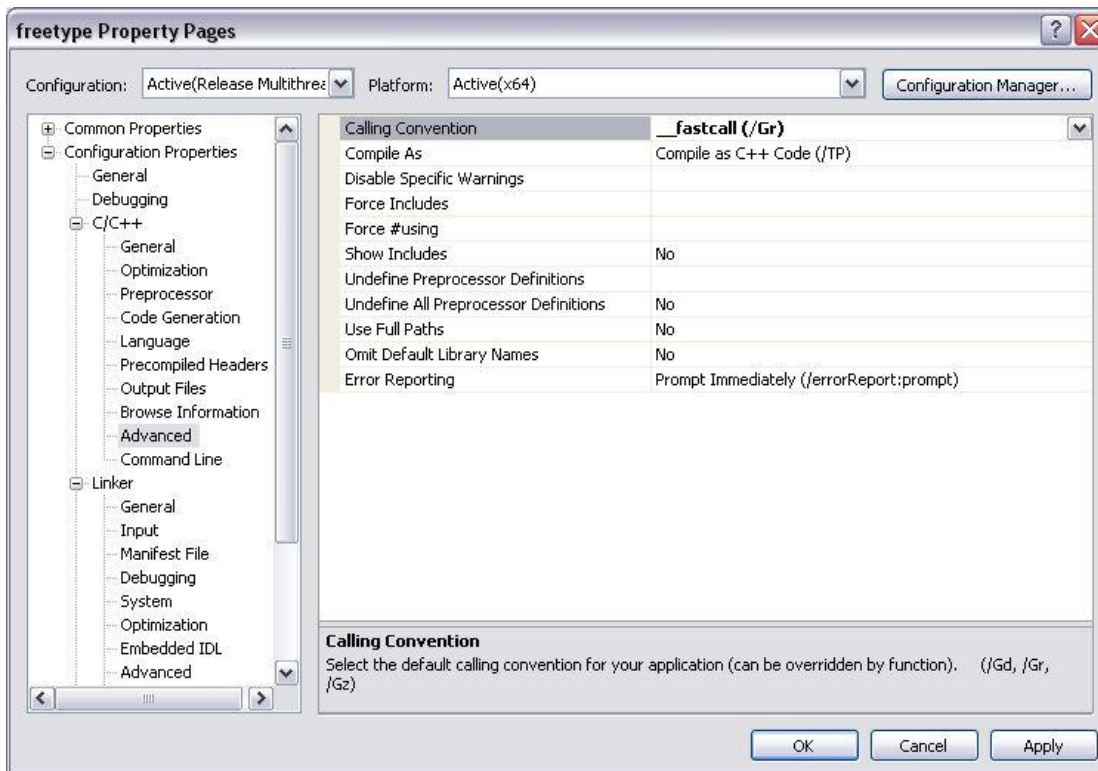 freetype Property Pages
Configuration: Active(Release Multithrea Platform: Active(x64) Configuration Manager...
Common Properties
Configuration Properties
General
Debugging
C/C++
General
Optimization
Preprocessor
Code Generation
Language
Precompiled Headers
Output Files
Browse Information
Advanced
Command Line
Linker
General
Input
Manifest File
Debugging
System
Optimization
Embedded IDL
Advanced
Calling Convention __fastcall (/Gr)
Compile As Compile as C++ Code (/TP)
Disable Specific Warnings
Force Includes
Force #using
Show Includes No
Undefine Preprocessor Definitions
Undefine All Preprocessor Definitions No
Use Full Paths No
Omit Default Library Names No
Error Reporting Prompt Immediately (/errorReport:prompt)
Calling Convention
Select the default calling convention for your application (can be overridden by function). (/Gd, /Gr,
/Gz)
OK Cancel Apply